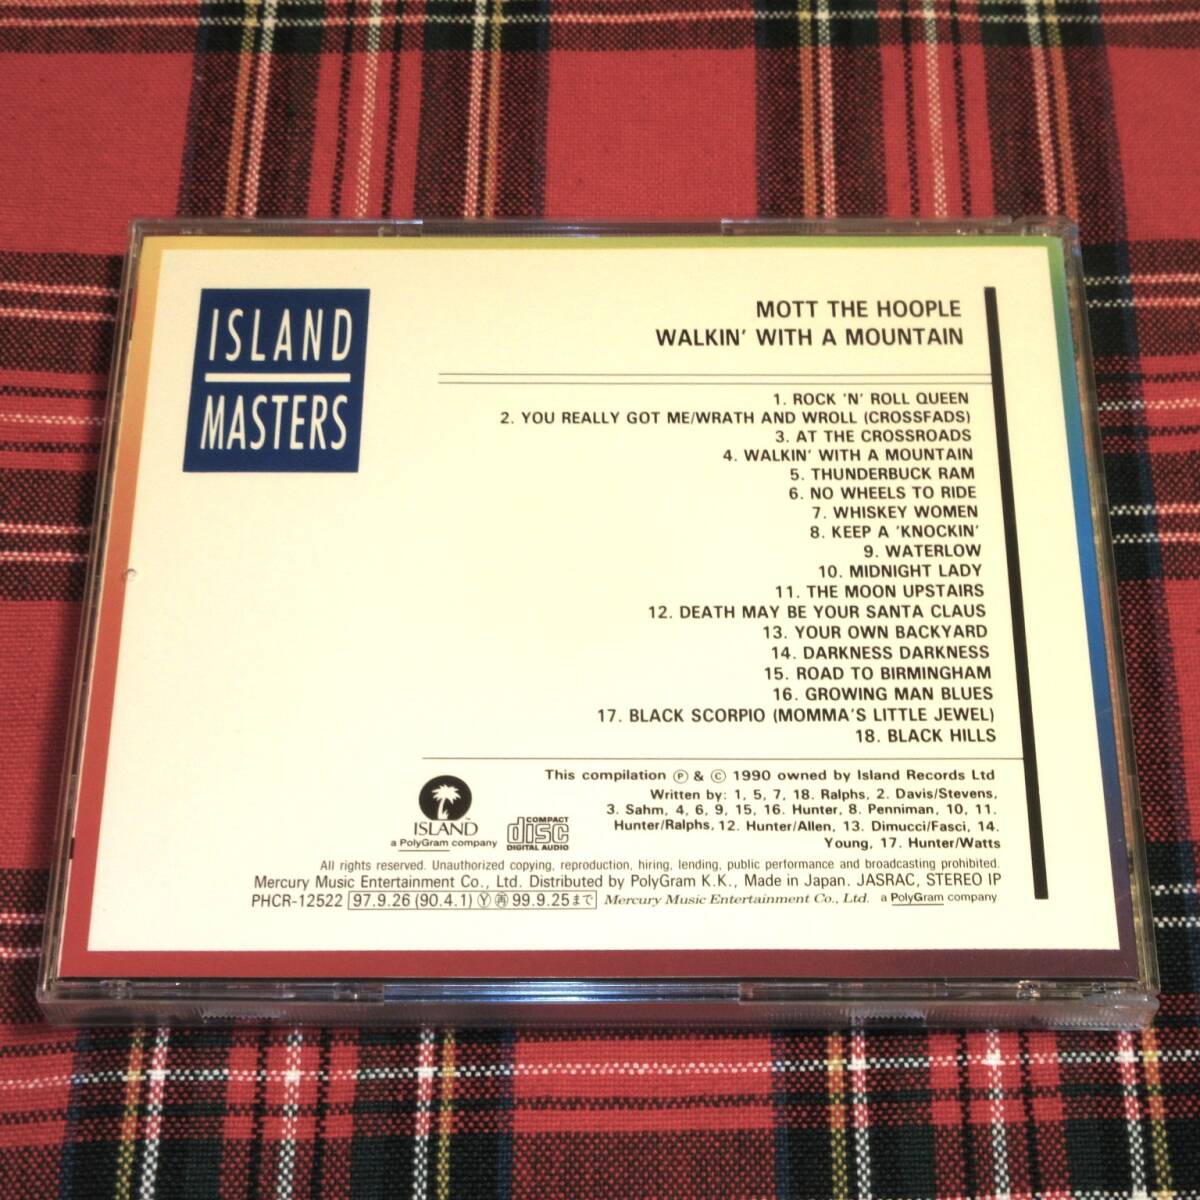 ISLAND
MASTERS
MOTT THE HOOPLE
WALKIN' WITH A MOUNTAIN
1. ROCK 'N' ROLL QUEEN
2. YOU REALLY GOT ME/WRATH AND WROLL (CROSSFADS)
3. AT THE CROSSROADS
4. WALKIN' WITH A MOUNTAIN
5. THUNDERBUCK RAM
6. NO WHEELS TO RIDE
7. WHISKEY WOMEN
8. KEEP A 'KNOCKIN'
9. WATERLOW
10. MIDNIGHT LADY
11. THE MOON UPSTAIRS
12. DEATH MAY BE YOUR SANTA CLAUS
13. YOUR OWN BACKYARD
14. DARKNESS DARKNESS
15. ROAD TO BIRMINGHAM
16. GROWING MAN BLUES
17. BLACK SCORPIO (MOMMA'S LITTLE JEWEL)
18. BLACK HILLS
This compilation Ⓟ & © 1990 owned by Island Records Ltd
Written by: 1, 5, 7, 18. Ralphs, 2. Davis/Stevens,
3. Sahm, 4, 6, 9, 15, 16. Hunter, 8. Penniman, 10, 11.
Hunter/Ralphs, 12. Hunter/Allen, 13. Dimucci/Fasci, 14.
Young, 17. Hunter/Watts
ISLAND™
a PolyGram company
COMPACT
disc
DIGITAL AUDIO
All rights reserved. Unauthorized copying, reproduction, hiring, lending, public performance and broadcasting prohibited.
Mercury Music Entertainment Co., Ltd. Distributed by PolyGram K.K., Made in Japan. JASRAC, STEREO IP
PHCR-12522 97.9.26 (90.4.1) Ⓨ㊢ 99.9.25まで Mercury Music Entertainment Co., Ltd. a PolyGram company